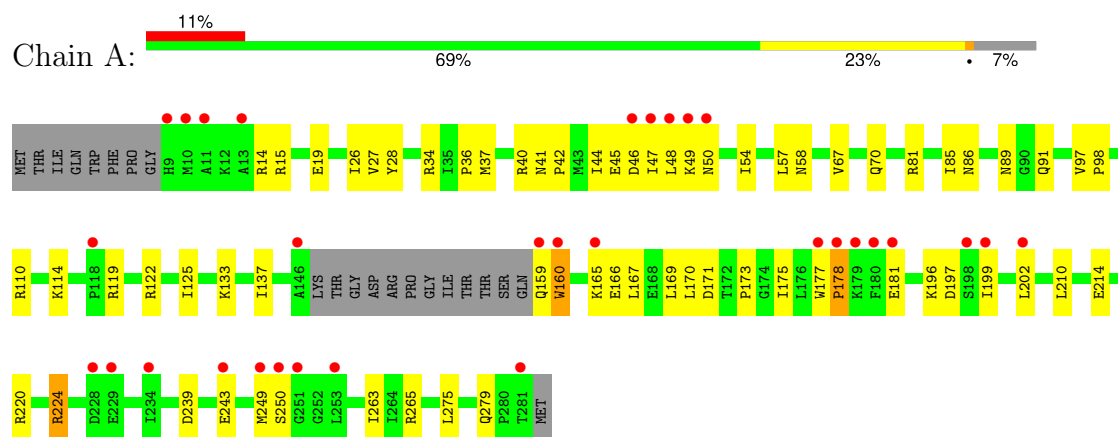 11%
Chain A:
69% 23% • 7%
MET THR ILE GLN TRP PHE PRO GLY H9 M10 A11 K12 A13 R14 R15 E19 I26 V27 Y28 R34 I35 P36 M37 R40 N41 P42 M43 I44 E45 D46 I47 L48 K49 N50 I54 L57 N58 V67 Q70 R81 I85 N86 N89 G90 Q91 V97 P98
R110 K114 P118 R119 R122 I125 K133 I137 A146 LYS THR GLY ASP ARG PRO GLY ILE THR THR SER GLN Q159 W160 K165 E166 L167 E168 L169 L170 D171 T172 P173 G174 I175 L176 W177 P178 K179 F180 E181 K196 D197 S198 I199 L202 L210 E214
R220 R224 D228 E229 I234 D239 E243 M249 S250 G251 G252 L253 I263 I264 R265 L275 Q279 P280 T281 MET